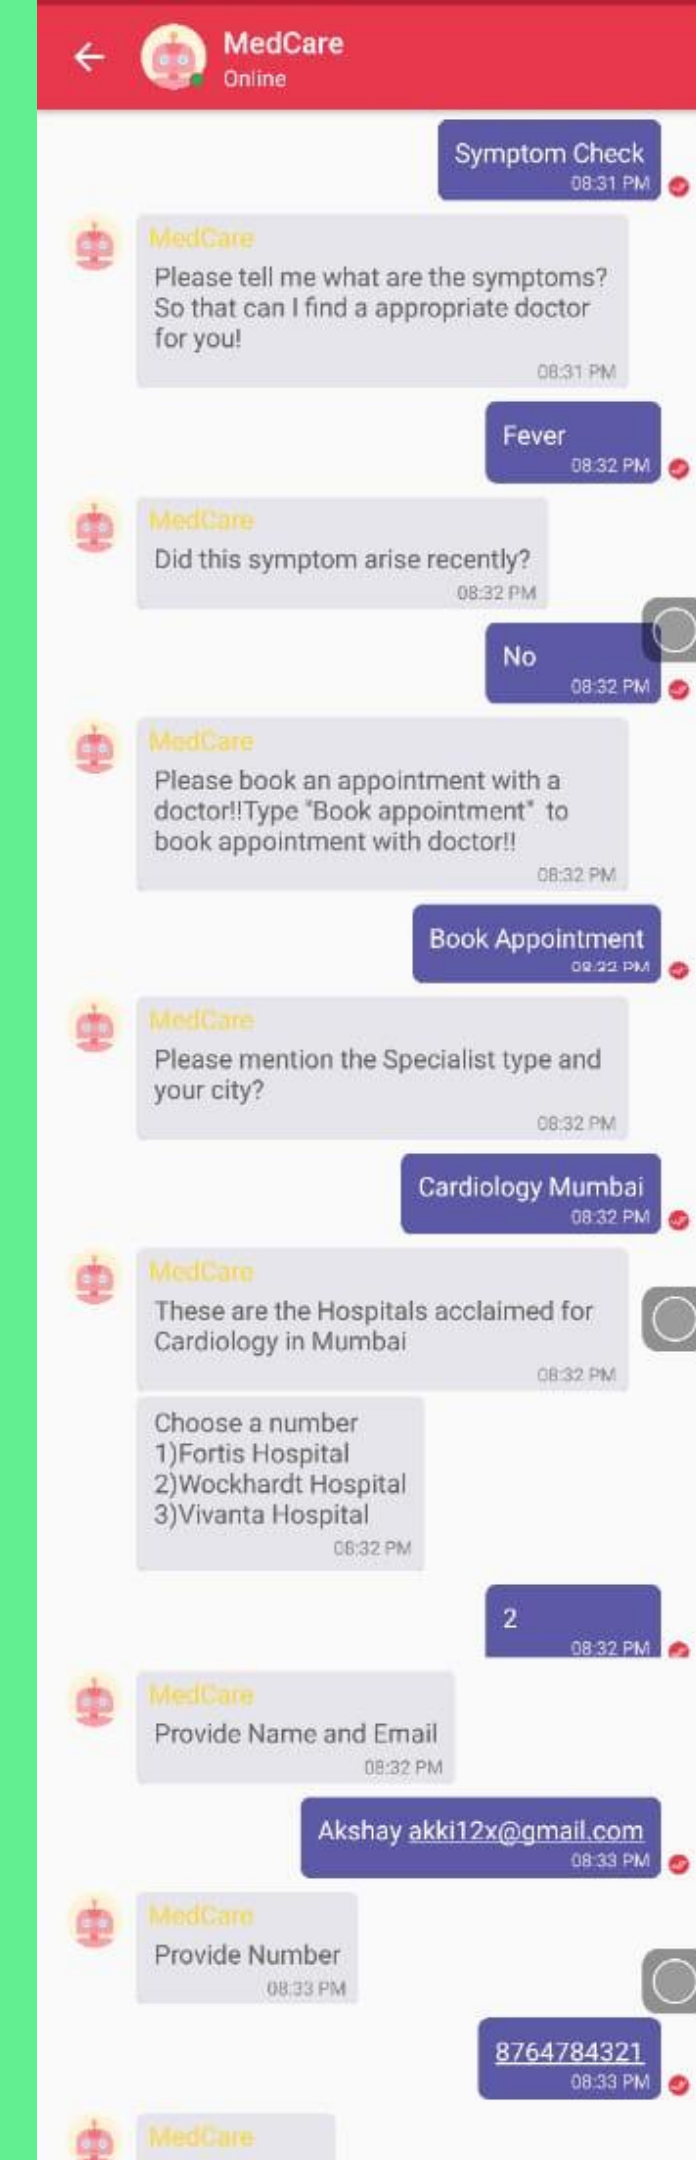 MedCare
Online
Symptom Check
08:31 PM
MedCare
Please tell me what are the symptoms?
So that can I find a appropriate doctor
for you!
08:31 PM
Fever
08:32 PM
MedCare
Did this symptom arise recently?
08:32 PM
No
08:32 PM
MedCare
Please book an appointment with a
doctor!!Type "Book appointment" to
book appointment with doctor!!
08:32 PM
Book Appointment
08:32 PM
MedCare
Please mention the Specialist type and
your city?
08:32 PM
Cardiology Mumbai
08:32 PM
MedCare
These are the Hospitals acclaimed for
Cardiology in Mumbai
08:32 PM
Choose a number
1)Fortis Hospital
2)Wockhardt Hospital
3)Vivanta Hospital
08:32 PM
2
08:32 PM
MedCare
Provide Name and Email
08:32 PM
Akshay akki12x@gmail.com
08:33 PM
MedCare
Provide Number
08:33 PM
8764784321
08:33 PM
MedCare